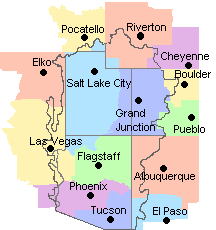 Pocatello
Riverton
Elko
Cheyenne
Salt Lake City
Boulder
Grand
Junction
Pueblo
Las Vegas
Flagstaff
Albuquerque
Phoenix
Tucson
El Paso